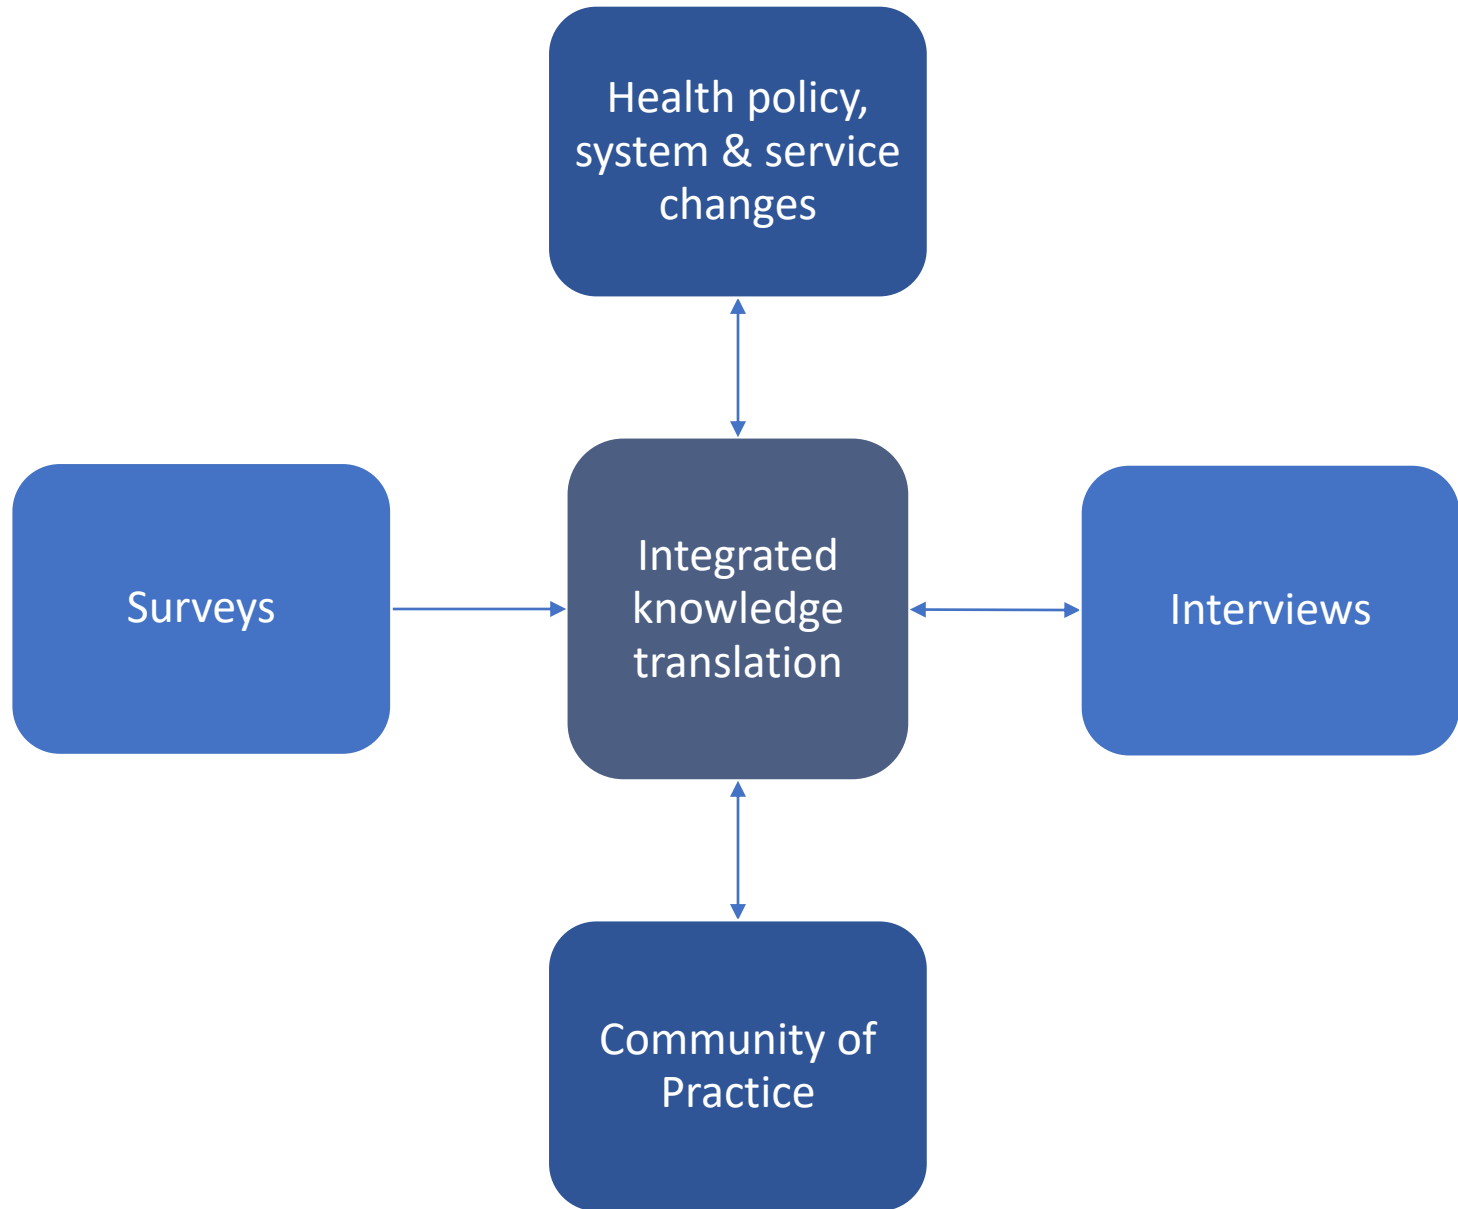 Health policy,
system & service
changes
Surveys
Integrated
knowledge
translation
Interviews
Community of
Practice